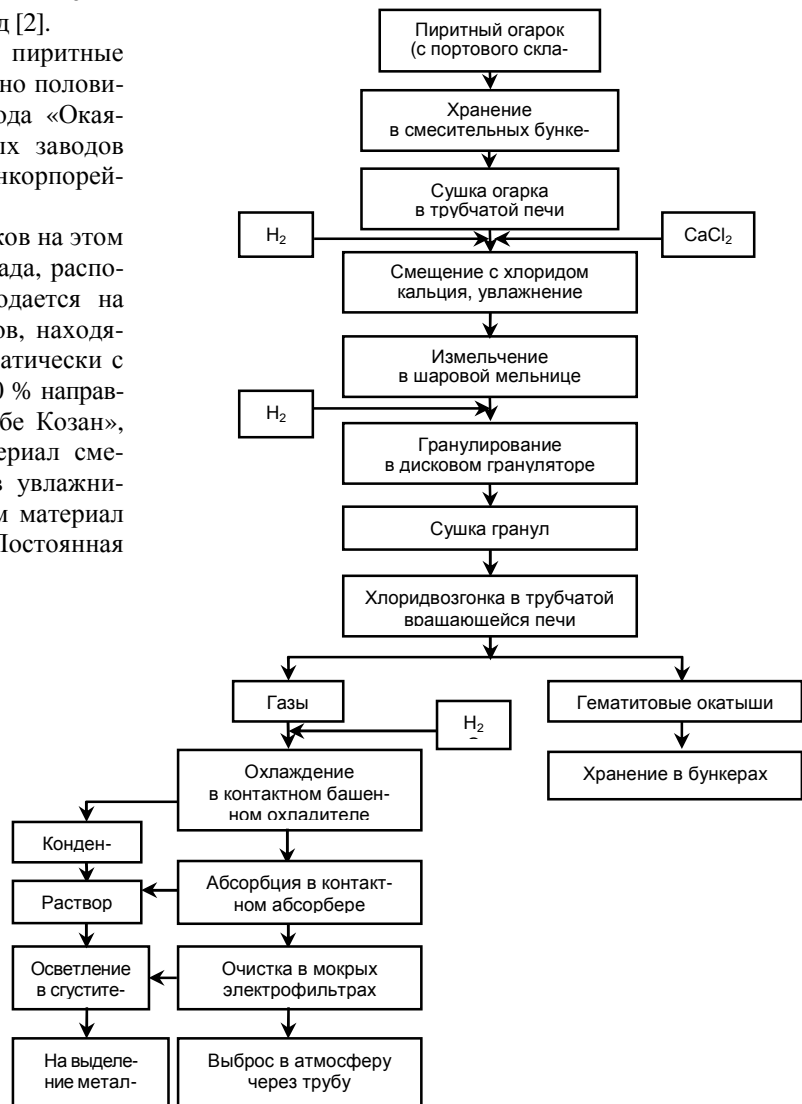 д [2].
пиритные
но полови-
ода «Окая-
ых заводов
нкорпорей-
ков на этом
ада, распо-
одается на
ов, находя-
атически с
0 % направ-
бе Козан»,
ериал сме-
в увлажни-
м материал
Постоянная
Пиритный огарок
(с портового скла-
Хранение
в смесительных бунке-
Сушка огарка
в трубчатой печи
H₂
CaCl₂
Смещение с хлоридом
кальция, увлажнение
Измельчение
в шаровой мельнице
H₂
Гранулирование
в дисковом грануляторе
Сушка гранул
Хлоридвозгонка в трубчатой
вращающейся печи
Газы
Гематитовые окатыши
H₂
Охлаждение
в контактном башен-
ном охладителе
Хранение в бункерах
Конден-
Раствор
Абсорбция в контакт-
ном абсорбере
Осветление
в сгустите-
Очистка в мокрых
электрофильтрах
На выделе-
ние метал-
Выброс в атмосферу
через трубу